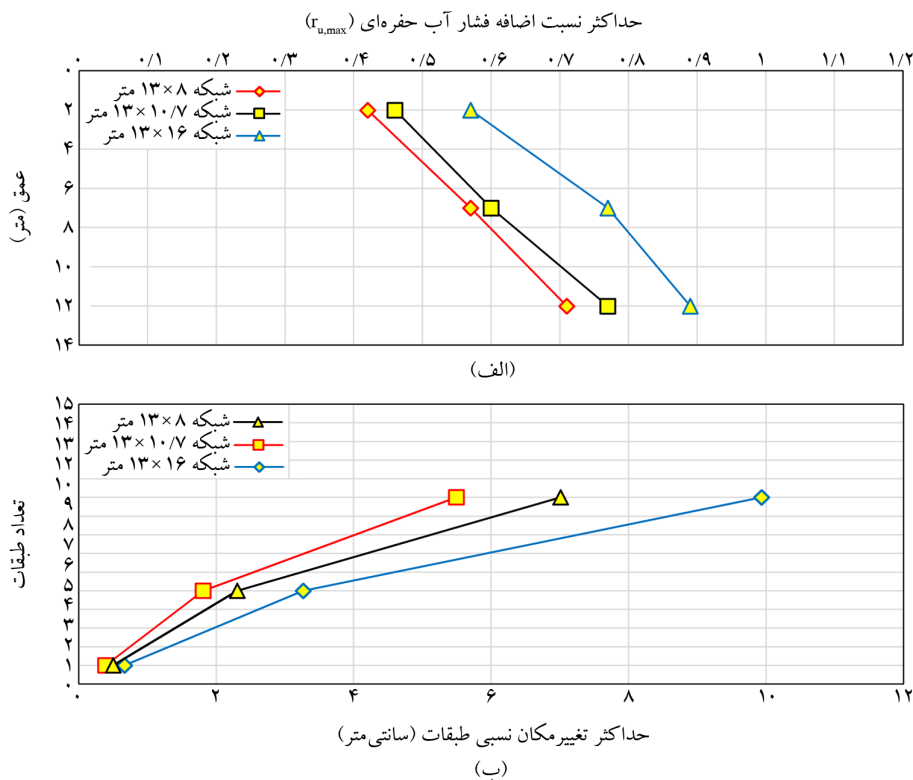 حداکثر نسبت اضافه فشار آب حفره‌ای (r_u,max)
۰ ۰/۱ ۰/۲ ۰/۳ ۰/۴ ۰/۵ ۰/۶ ۰/۷ ۰/۸ ۰/۹ ۱ ۱/۱ ۱/۲
۰
۲
۴
۶
۸
۱۰
۱۲
۱۴
عمق (متر)
شبکه ۸×۱۳ متر
شبکه ۱۰/۷×۱۳ متر
شبکه ۱۶×۱۳ متر
(الف)
۱۵
۱۴
۱۳
۱۲
۱۰
۹
۸
۷
۵
۴
۳
۲
۱
۰
تعداد طبقات
شبکه ۸×۱۳ متر
شبکه ۱۰/۷×۱۳ متر
شبکه ۱۶×۱۳ متر
۰ ۲ ۴ ۶ ۸ ۱۰ ۱۲
حداکثر تغییرمکان نسبی طبقات (سانتی‌متر)
(ب)